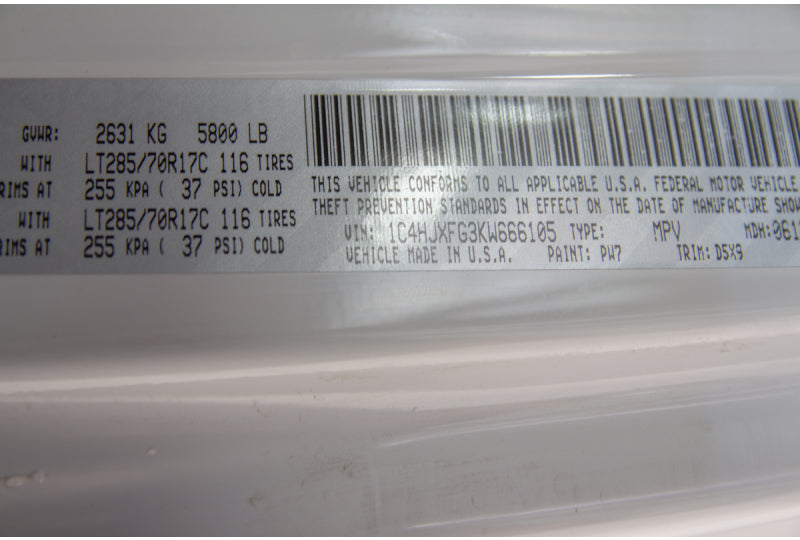 GVWR: 2631 KG 5800 LB
WITH LT285/70R17C 116 TIRES
RIMS AT 255 KPA ( 37 PSI) COLD
WITH LT285/70R17C 116 TIRES
RIMS AT 255 KPA ( 37 PSI) COLD
THIS VEHICLE CONFORMS TO ALL APPLICABLE U.S.A. FEDERAL MOTOR VEHICLE
THEFT PREVENTION STANDARDS IN EFFECT ON THE DATE OF MANUFACTURE SHOW
VIN: 1C4HJXFG3KW666105 TYPE: MPV MDH: 061
VEHICLE MADE IN U.S.A. PAINT: PW7 TRIM: D5X9